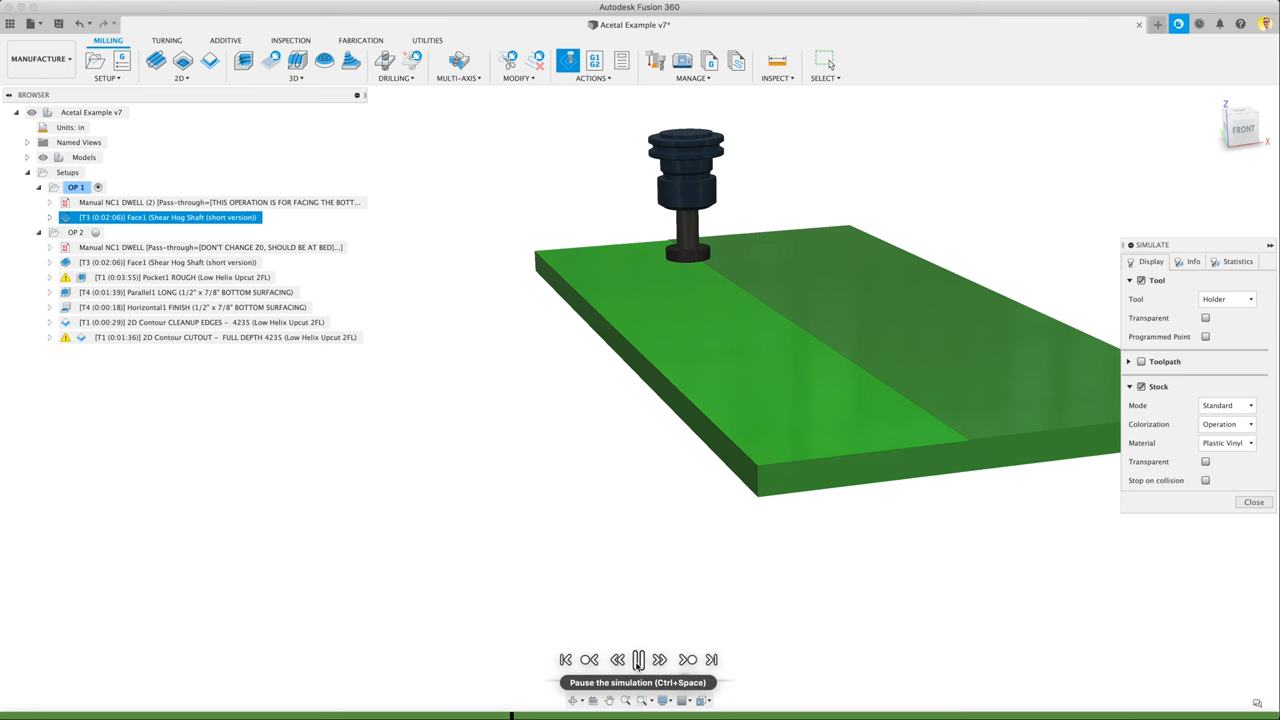 Autodesk Fusion 360
Acetal Example v7*
MANUFACTURE
MILLING TURNING ADDITIVE INSPECTION FABRICATION UTILITIES
G
G1
G2
G
SETUP 2D 3D DRILLING MULTI-AXIS MODIFY ACTIONS MANAGE INSPECT SELECT
BROWSER
Acetal Example v7
Units: in
Named Views
Models
Setups
OP 1
Manual NC1 DWELL (2) [Pass-through=[THIS OPERATION IS FOR FACING THE BOTT...
[T3 (0:02:06)] Face1 (Shear Hog Shaft (short version))
OP 2
Manual NC1 DWELL [Pass-through=[DON'T CHANGE Z0, SHOULD BE AT BED]...]
[T3 (0:02:06)] Face1 (Shear Hog Shaft (short version))
[T1 (0:03:55)] Pocket1 ROUGH (Low Helix Upcut 2FL)
[T4 (0:01:39)] Parallel1 LONG (1/2" x 7/8" BOTTOM SURFACING)
[T4 (0:00:18)] Horizontal1 FINISH (1/2" x 7/8" BOTTOM SURFACING)
[T1 (0:00:29)] 2D Contour CLEANUP EDGES - 4235 (Low Helix Upcut 2FL)
[T1 (0:01:36)] 2D Contour CUTOUT - FULL DEPTH 4235 (Low Helix Upcut 2FL)
Z
FRONT
X
SIMULATE
Display Info Statistics
Tool
Tool Holder
Transparent
Programmed Point
Toolpath
Stock
Mode Standard
Colorization Operation
Material Plastic Vinyl
Transparent
Stop on collision
Close
Pause the simulation (Ctrl+Space)